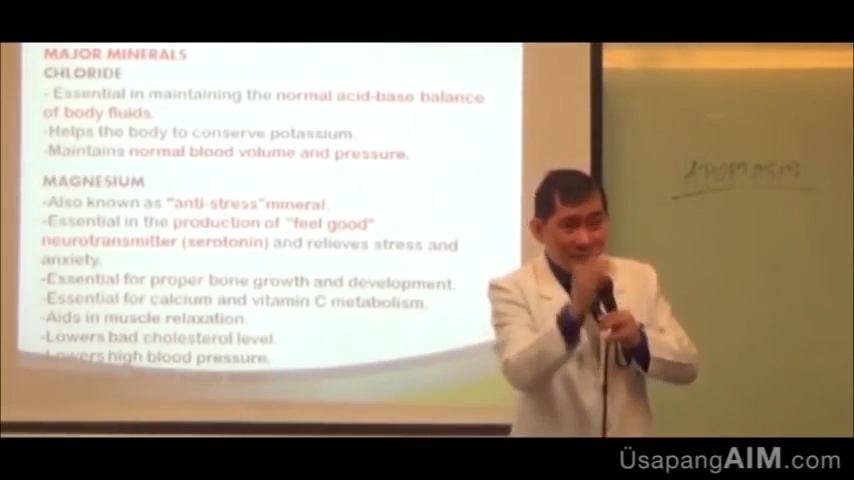 MAJOR MINERALS
CHLORIDE
- Essential in maintaining the normal acid-base balance
of body fluids.
-Helps the body to conserve potassium.
-Maintains normal blood volume and pressure.
MAGNESIUM
-Also known as "anti-stress"mineral.
-Essential in the production of "feel good"
neurotransmitter (serotonin) and relieves stress and
anxiety.
-Essential for proper bone growth and development.
-Essential for calcium and vitamin C metabolism.
-Aids in muscle relaxation.
-Lowers bad cholesterol level.
-Lowers high blood pressure.
APOPTOSIS
ÜsapangAIM.com